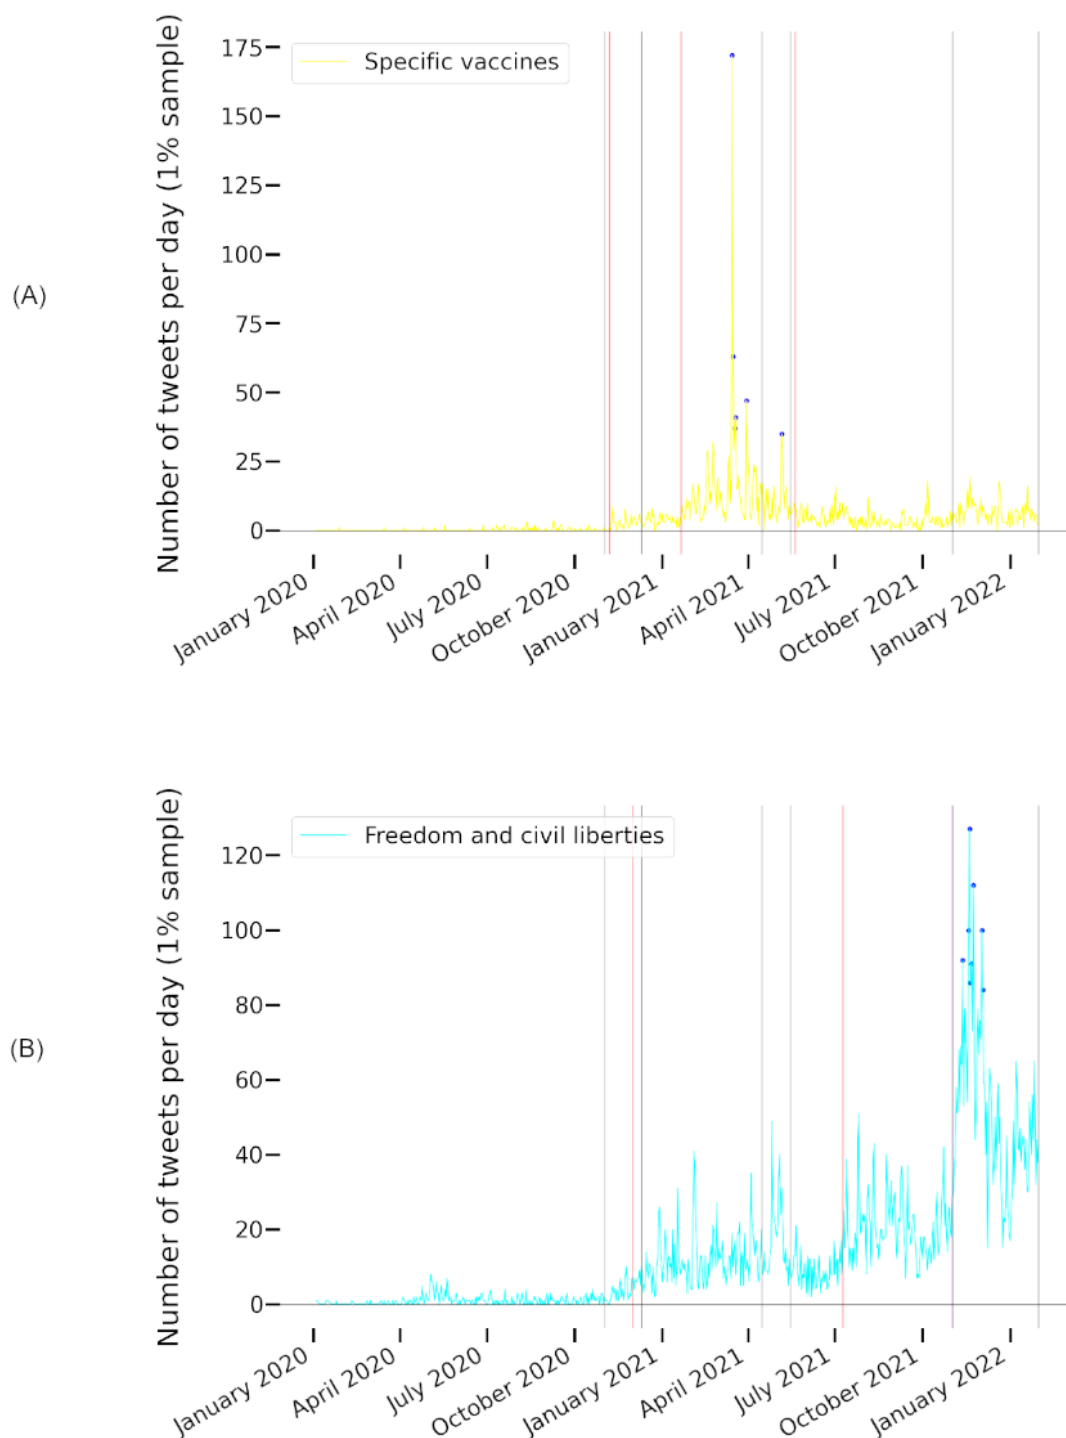 (A)
Number of tweets per day (1% sample)
175
150
125
100
75
50
25
0
Specific vaccines
January 2020
April 2020
July 2020
October 2020
January 2021
April 2021
July 2021
October 2021
January 2022
(B)
Number of tweets per day (1% sample)
120
100
80
60
40
20
0
Freedom and civil liberties
January 2020
April 2020
July 2020
October 2020
January 2021
April 2021
July 2021
October 2021
January 2022